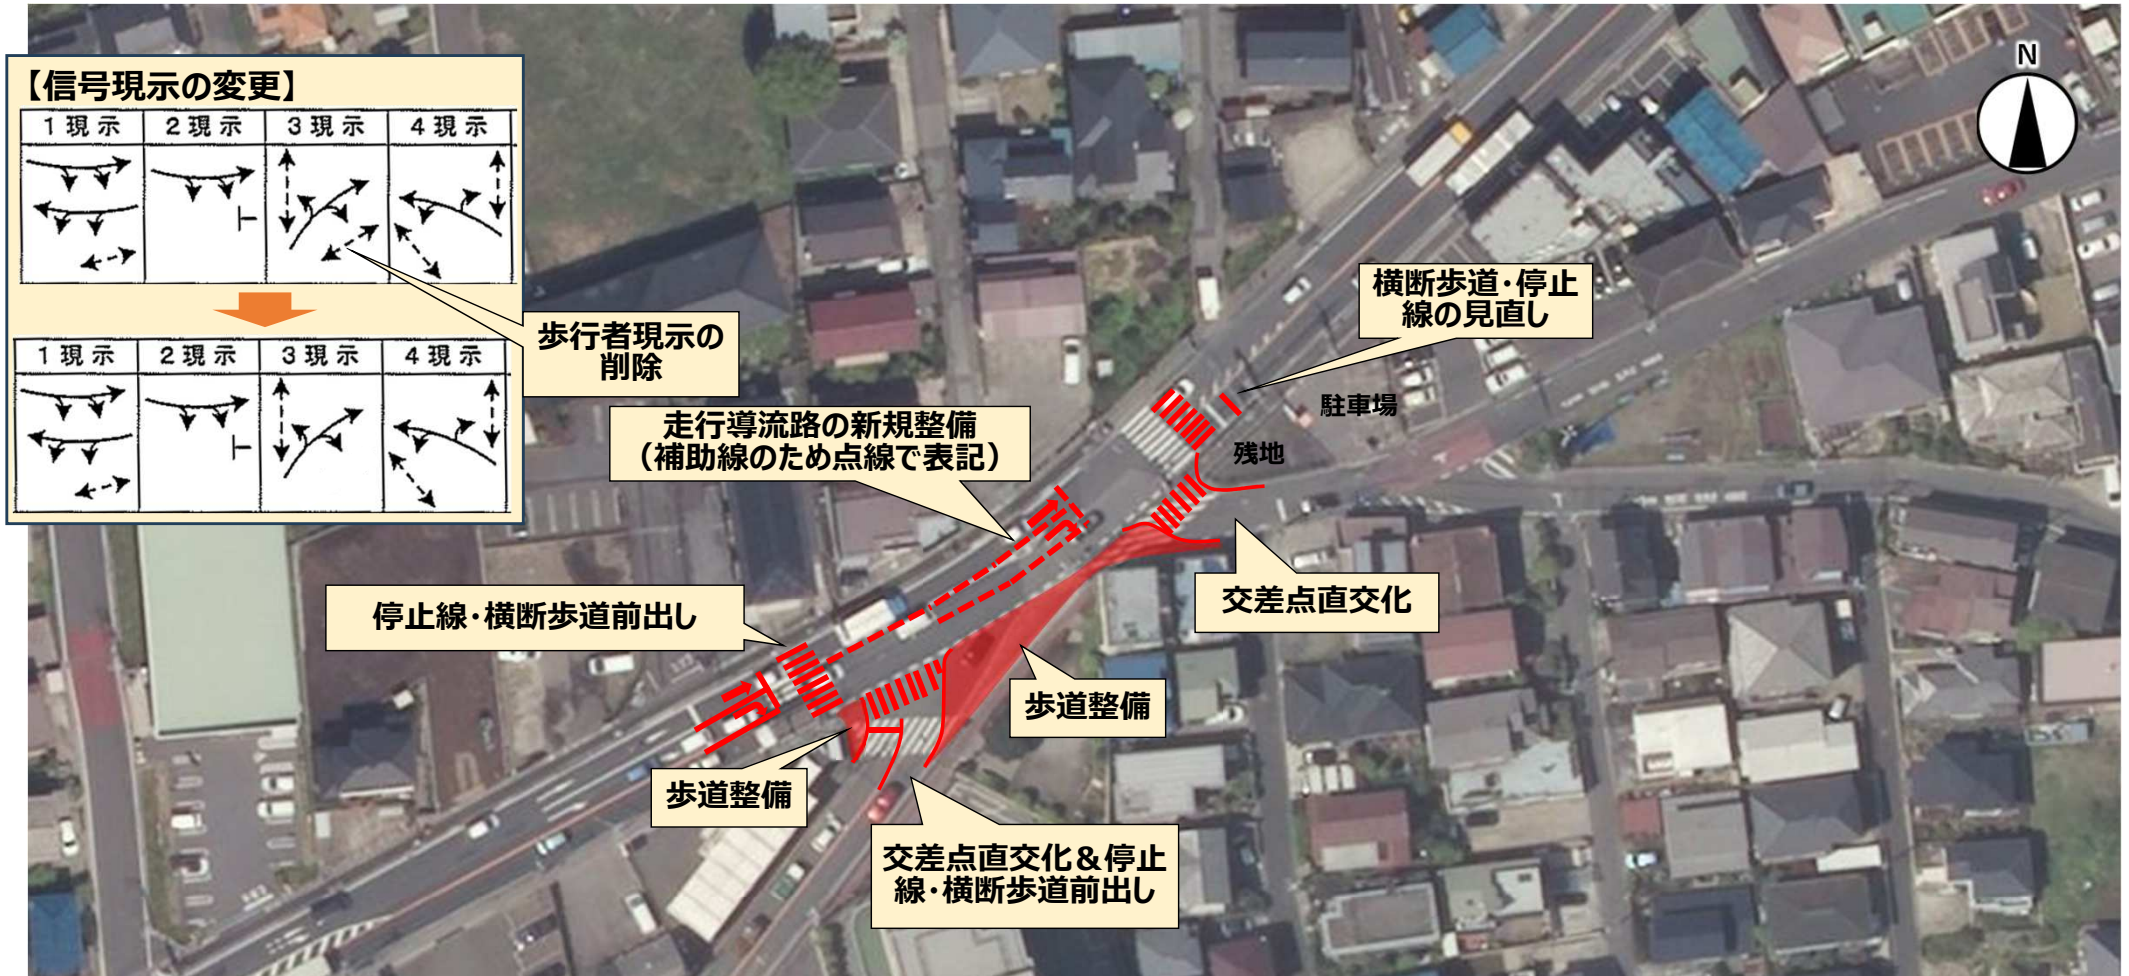 【信号現示の変更】
1現示 2現示 3現示 4現示
1現示 2現示 3現示 4現示
歩行者現示の
削除
走行導流路の新規整備
（補助線のため点線で表記）
横断歩道・停止
線の見直し
N
駐車場
残地
停止線・横断歩道前出し
交差点直交化
歩道整備
歩道整備
交差点直交化＆停止
線・横断歩道前出し